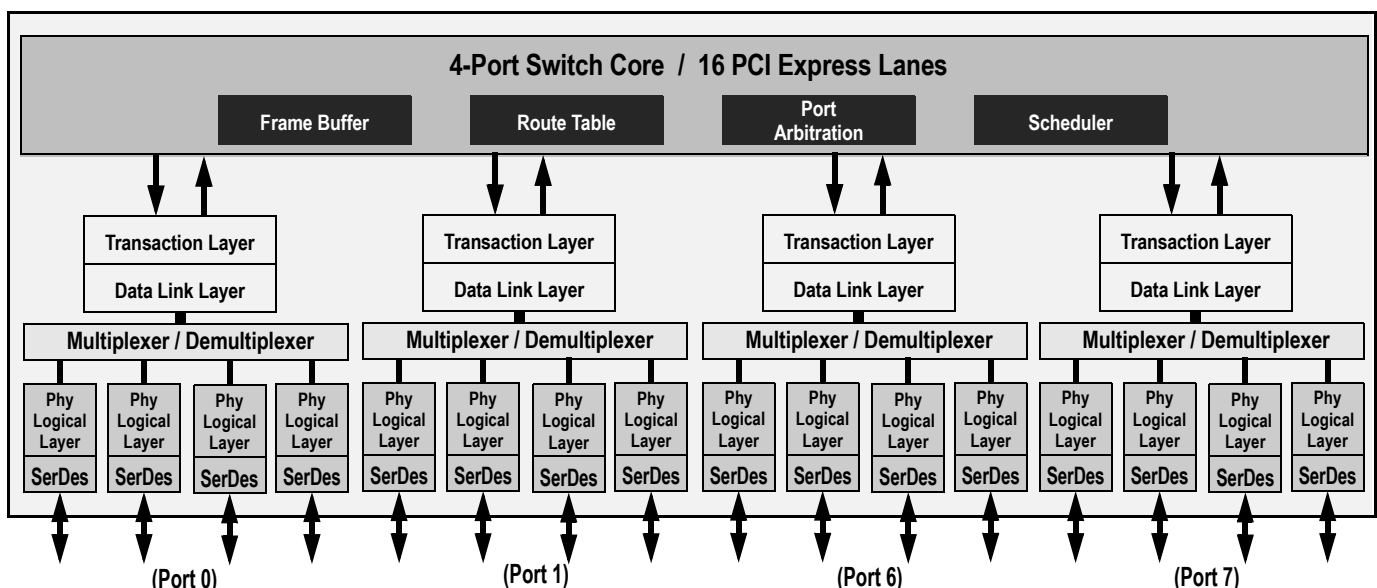 4-Port Switch Core / 16 PCI Express Lanes
Frame Buffer
Route Table
Port
Arbitration
Scheduler
Transaction Layer
Data Link Layer
Multiplexer / Demultiplexer
Phy
Logical
Layer
SerDes
Phy
Logical
Layer
SerDes
Phy
Logical
Layer
SerDes
Phy
Logical
Layer
SerDes
(Port 0)
Transaction Layer
Data Link Layer
Multiplexer / Demultiplexer
Phy
Logical
Layer
SerDes
Phy
Logical
Layer
SerDes
Phy
Logical
Layer
SerDes
Phy
Logical
Layer
SerDes
(Port 1)
Transaction Layer
Data Link Layer
Multiplexer / Demultiplexer
Phy
Logical
Layer
SerDes
Phy
Logical
Layer
SerDes
Phy
Logical
Layer
SerDes
Phy
Logical
Layer
SerDes
(Port 6)
Transaction Layer
Data Link Layer
Multiplexer / Demultiplexer
Phy
Logical
Layer
SerDes
Phy
Logical
Layer
SerDes
Phy
Logical
Layer
SerDes
Phy
Logical
Layer
SerDes
(Port 7)